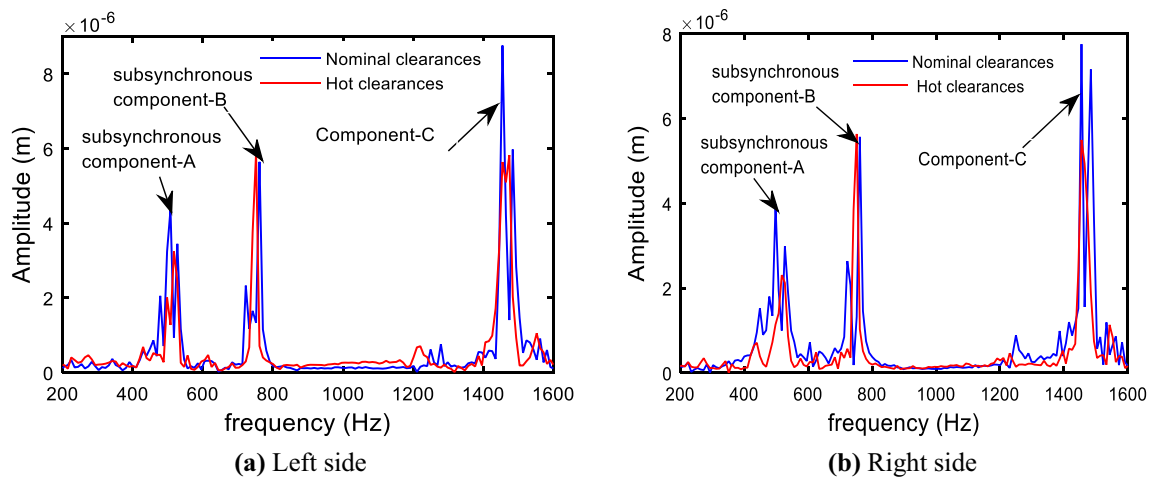 ×10⁻⁶
8
6
4
2
0
Amplitude (m)
Nominal clearances
Hot clearances
subsynchronous
component-B
subsynchronous
component-A
Component-C
200 400 600 800 1000 1200 1400 1600
frequency (Hz)
(a) Left side
×10⁻⁶
8
6
4
2
0
Amplitude (m)
Nominal clearances
Hot clearances
subsynchronous
component-B
subsynchronous
component-A
Component-C
200 400 600 800 1000 1200 1400 1600
frequency (Hz)
(b) Right side